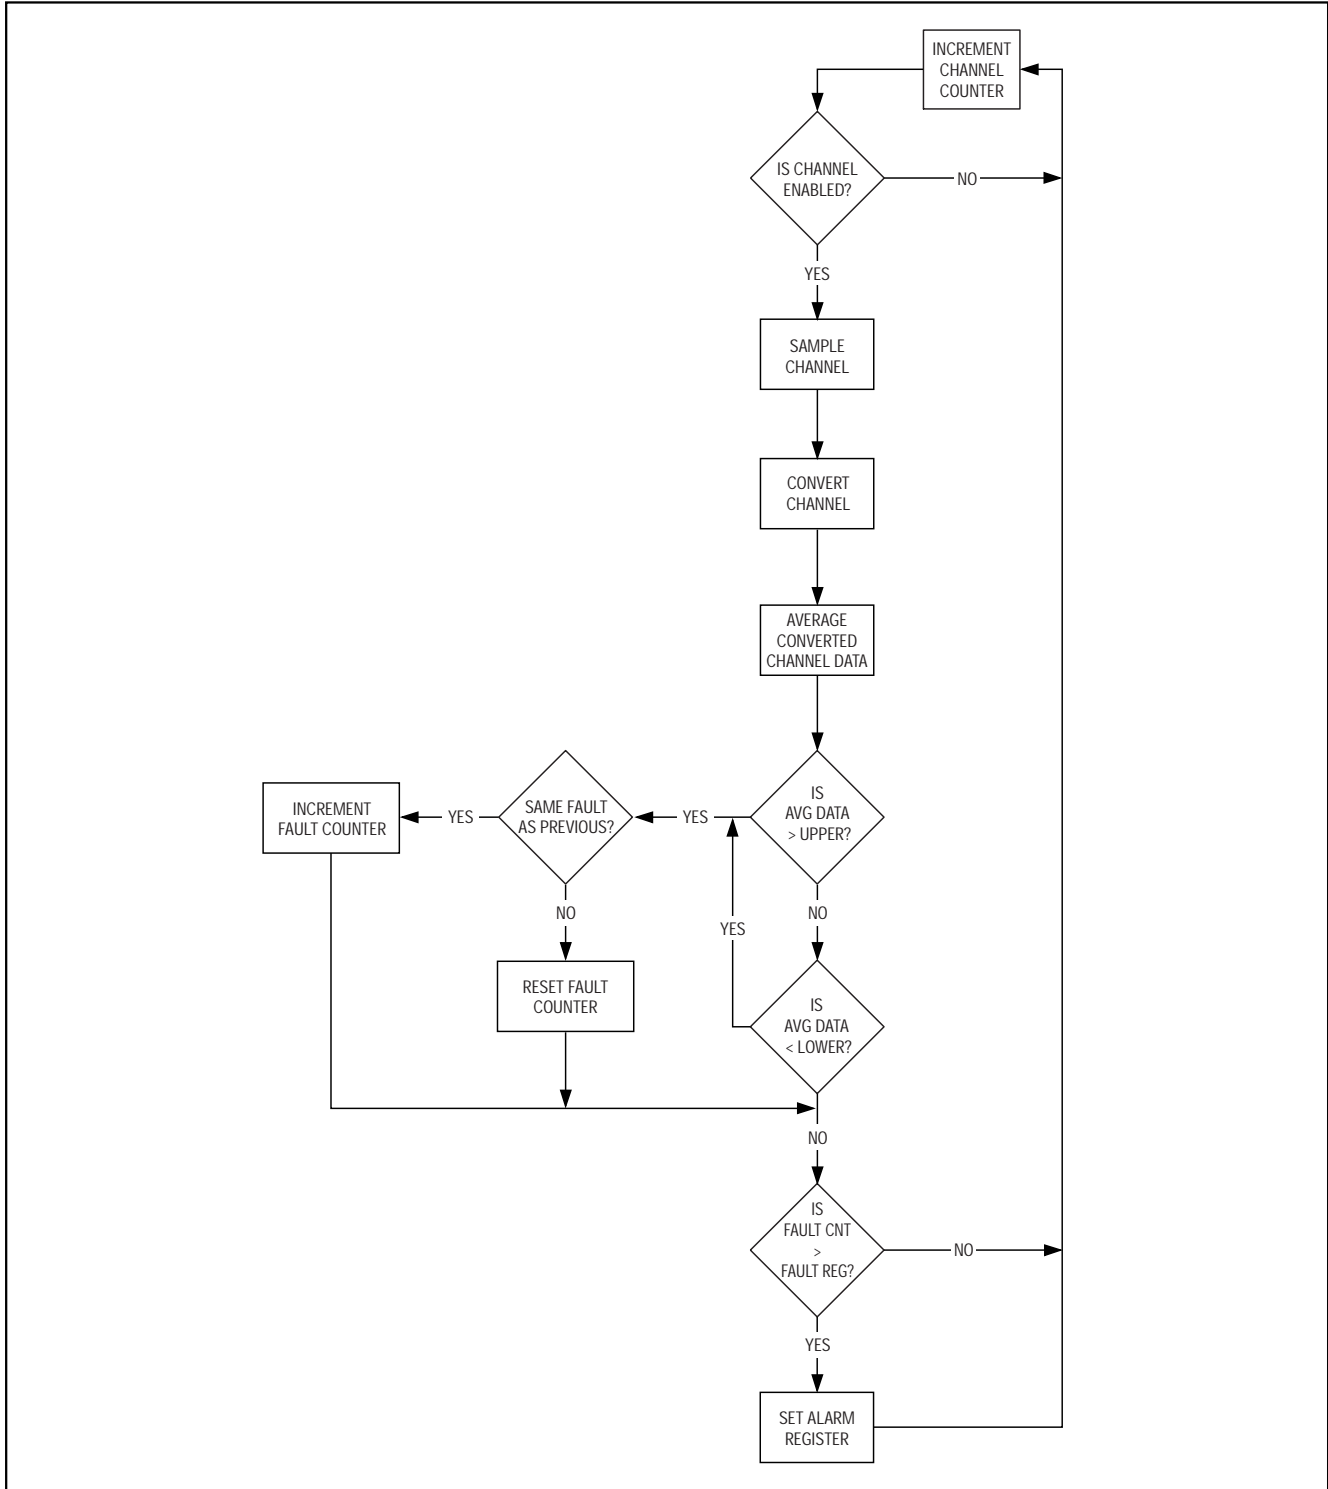 INCREMENT
CHANNEL
COUNTER
IS CHANNEL
ENABLED?
NO
YES
SAMPLE
CHANNEL
CONVERT
CHANNEL
AVERAGE
CONVERTED
CHANNEL DATA
IS
AVG DATA
> UPPER?
YES
SAME FAULT
AS PREVIOUS?
YES
INCREMENT
FAULT COUNTER
NO
RESET FAULT
COUNTER
NO
YES
IS
AVG DATA
< LOWER?
NO
IS
FAULT CNT
>
FAULT REG?
NO
YES
SET ALARM
REGISTER